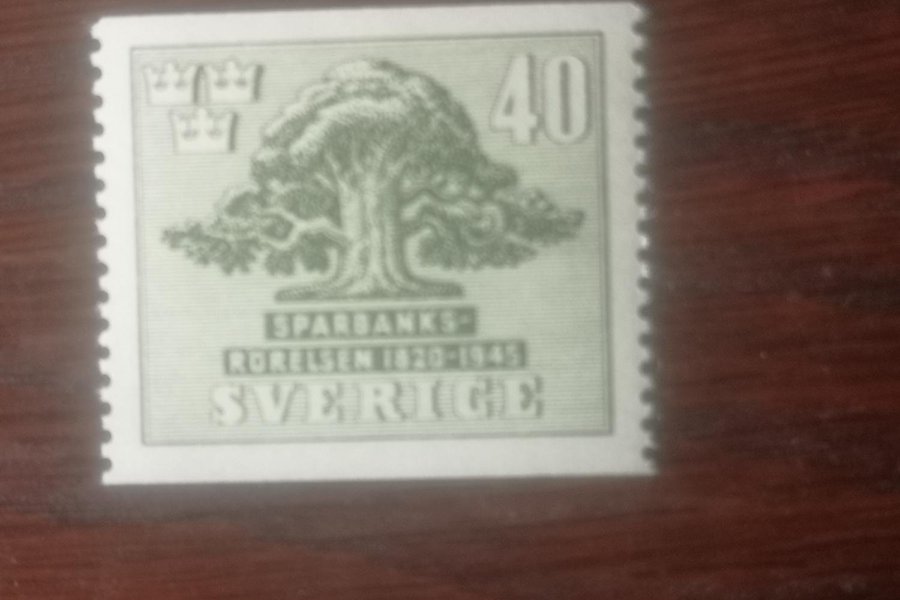 40
SPARBANKS-
RÖRELSEN 1820-1945
SVERIGE